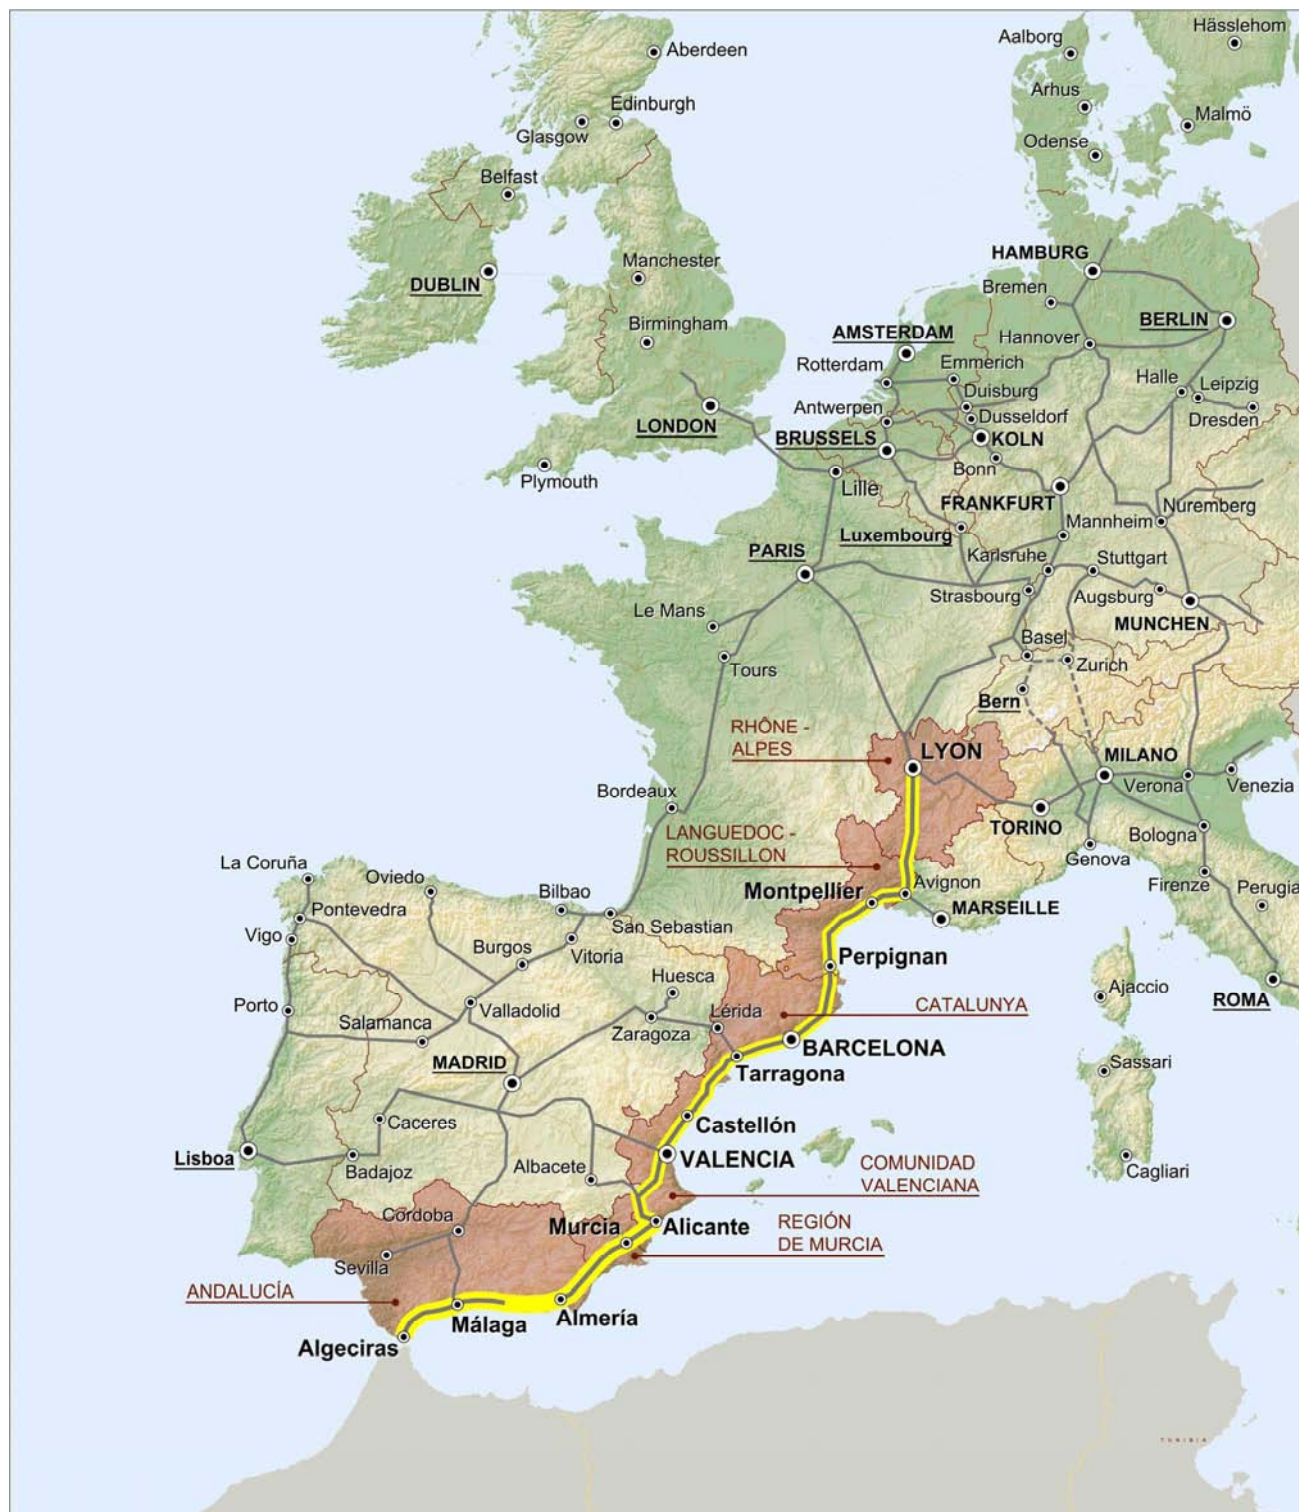 Aberdeen
Aalborg
Hässlehom
Arhus
Edinburgh
Glasgow
Malmö
Odense
Belfast
HAMBURG
Manchester
DUBLIN
Bremen
Birmingham
BERLIN
AMSTERDAM
Hannover
Rotterdam
Emmerich
Halle
Duisburg
Leipzig
Antwerpen
Dusseldorf
Dresden
LONDON
BRUSSELS
KOLN
Plymouth
Bonn
Lille
FRANKFURT
Nuremberg
Mannheim
Luxembourg
PARIS
Karlsruhe
Stuttgart
Strasbourg
Augsburg
Le Mans
MUNCHEN
Basel
Tours
Zurich
Bern
RHÔNE -
ALPES
LYON
MILANO
Verona
Venezia
Bordeaux
TORINO
LANGUEDOC -
ROUSSILLON
Bologna
Genova
La Coruña
Oviedo
Bilbao
Montpellier
Avignon
Firenze
Perugia
Pontevedra
MARSEILLE
San Sebastian
Vigo
Burgos
Vitoria
Perpignan
Huesca
Ajaccio
ROMA
Porto
Valladolid
Lérida
CATALUNYA
Salamanca
Zaragoza
BARCELONA
MADRID
Sassari
Tarragona
Caceres
Castellón
Lisboa
VALENCIA
Badajoz
Albacete
COMUNIDAD
VALENCIANA
Cagliari
Córdoba
Murcia
Alicante
REGIÓN
DE MURCIA
Sevilla
ANDALUCÍA
Málaga
Almería
Algeciras
TUNISIA